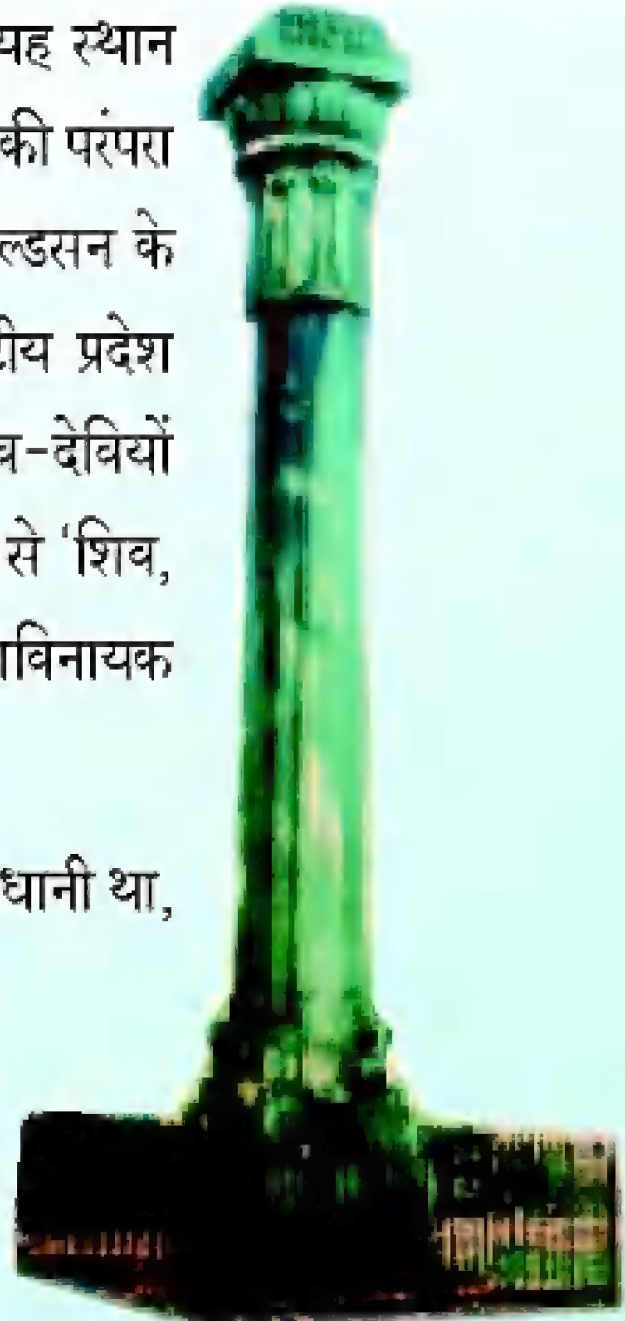 यह स्थान
की परंपरा
ल्डसन के
टीय प्रदेश
व-देवियों
से 'शिव,
ाविनायक
धानी था,